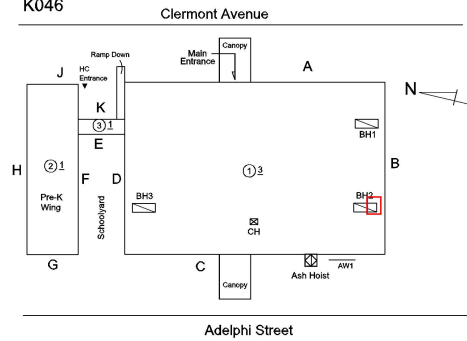 K046
Clermont Avenue
Canopy
Ramp Down
Main
Entrance
A
J
HC
Entrance
N
K
3 1
BH1
E
H
2 1
1 3
B
F
D
Pre-K
Wing
Schoolyard
BH3
BH2
CH
G
C
AW1
Ash Hoist
Canopy
Adelphi Street